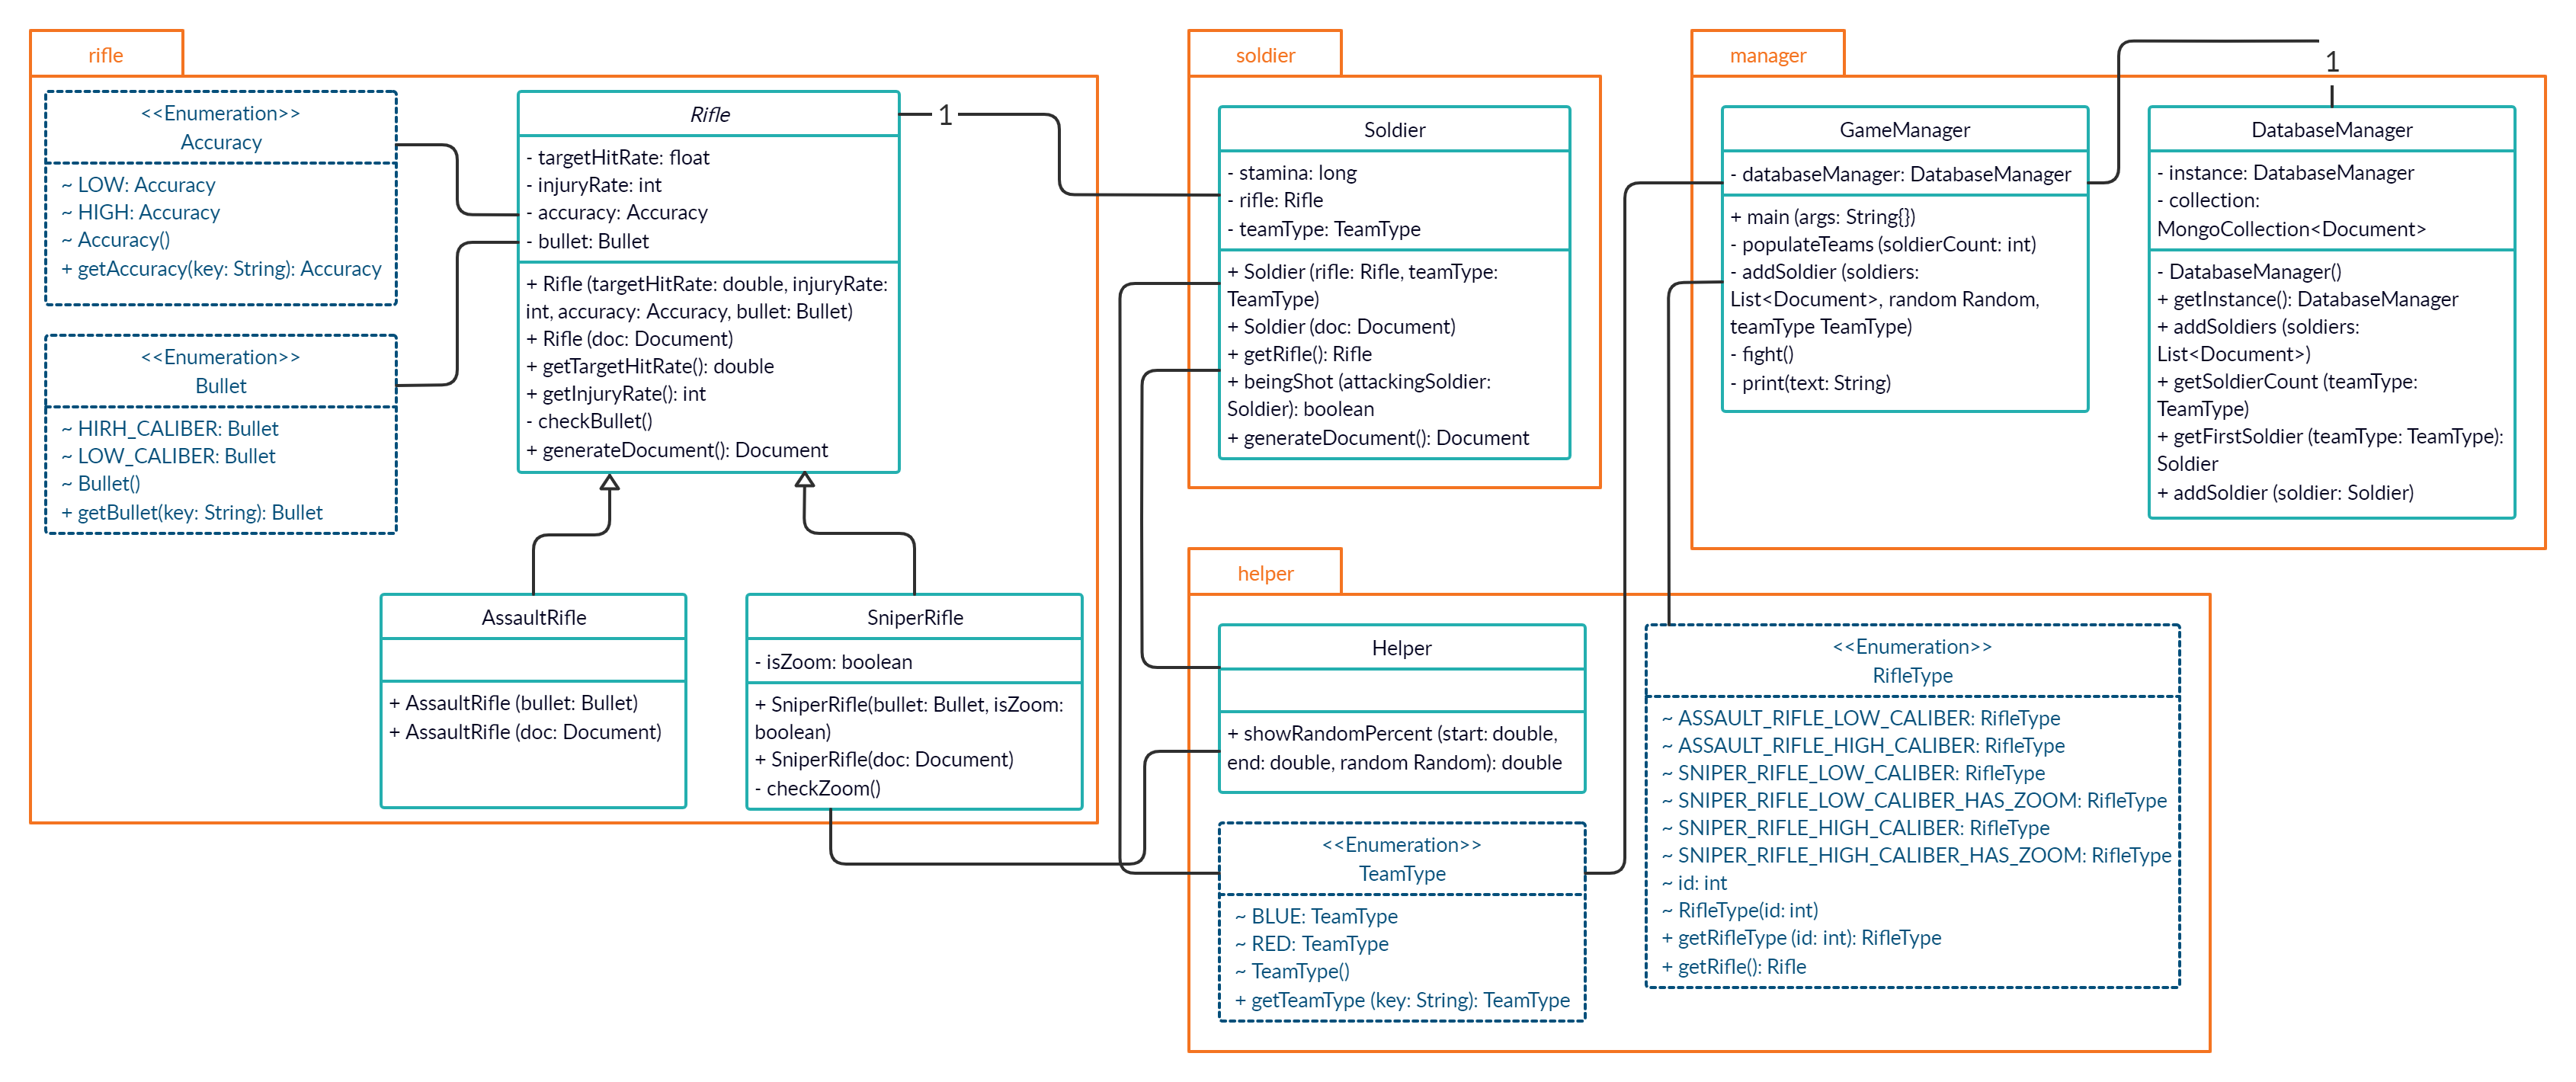 rifle
<<Enumeration>>
Accuracy
~ LOW: Accuracy
~ HIGH: Accuracy
~ Accuracy()
+ getAccuracy(key: String): Accuracy
<<Enumeration>>
Bullet
~ HIRH_CALIBER: Bullet
~ LOW_CALIBER: Bullet
~ Bullet()
+ getBullet(key: String): Bullet
Rifle
- targetHitRate: float
- injuryRate: int
- accuracy: Accuracy
- bullet: Bullet
+ Rifle (targetHitRate: double, injuryRate:
int, accuracy: Accuracy, bullet: Bullet)
+ Rifle (doc: Document)
+ getTargetHitRate(): double
+ getInjuryRate(): int
- checkBullet()
+ generateDocument(): Document
1
AssaultRifle
+ AssaultRifle (bullet: Bullet)
+ AssaultRifle (doc: Document)
SniperRifle
- isZoom: boolean
+ SniperRifle(bullet: Bullet, isZoom:
boolean)
+ SniperRifle(doc: Document)
- checkZoom()
soldier
Soldier
- stamina: long
- rifle: Rifle
- teamType: TeamType
+ Soldier (rifle: Rifle, teamType:
TeamType)
+ Soldier (doc: Document)
+ getRifle(): Rifle
+ beingShot (attackingSoldier:
Soldier): boolean
+ generateDocument(): Document
manager
GameManager
- databaseManager: DatabaseManager
+ main (args: String{})
- populateTeams (soldierCount: int)
- addSoldier (soldiers:
List<Document>, random Random,
teamType TeamType)
- fight()
- print(text: String)
1
DatabaseManager
- instance: DatabaseManager
- collection:
MongoCollection<Document>
- DatabaseManager()
+ getInstance(): DatabaseManager
+ addSoldiers (soldiers:
List<Document>)
+ getSoldierCount (teamType:
TeamType)
+ getFirstSoldier (teamType: TeamType):
Soldier
+ addSoldier (soldier: Soldier)
helper
Helper
+ showRandomPercent (start: double,
end: double, random Random): double
<<Enumeration>>
TeamType
~ BLUE: TeamType
~ RED: TeamType
~ TeamType()
+ getTeamType (key: String): TeamType
<<Enumeration>>
RifleType
~ ASSAULT_RIFLE_LOW_CALIBER: RifleType
~ ASSAULT_RIFLE_HIGH_CALIBER: RifleType
~ SNIPER_RIFLE_LOW_CALIBER: RifleType
~ SNIPER_RIFLE_LOW_CALIBER_HAS_ZOOM: RifleType
~ SNIPER_RIFLE_HIGH_CALIBER: RifleType
~ SNIPER_RIFLE_HIGH_CALIBER_HAS_ZOOM: RifleType
~ id: int
~ RifleType(id: int)
+ getRifleType (id: int): RifleType
+ getRifle(): Rifle